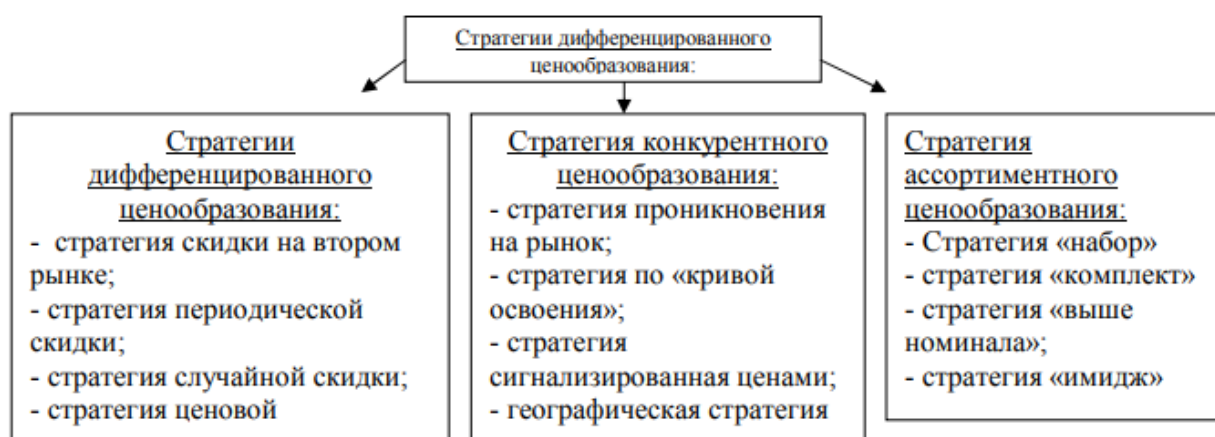 Стратегии дифференцированного
ценообразования:
Стратегии
дифференцированного
ценообразования:
- стратегия скидки на втором
рынке;
- стратегия периодической
скидки;
- стратегия случайной скидки;
- стратегия ценовой
Стратегия конкурентного
ценообразования:
- стратегия проникновения
на рынок;
- стратегия по «кривой
освоения»;
- стратегия
сигнализированная ценами;
- географическая стратегия
Стратегия
ассортиментного
ценообразования:
- Стратегия «набор»
- стратегия «комплект»
- стратегия «выше
номинала»;
- стратегия «имидж»